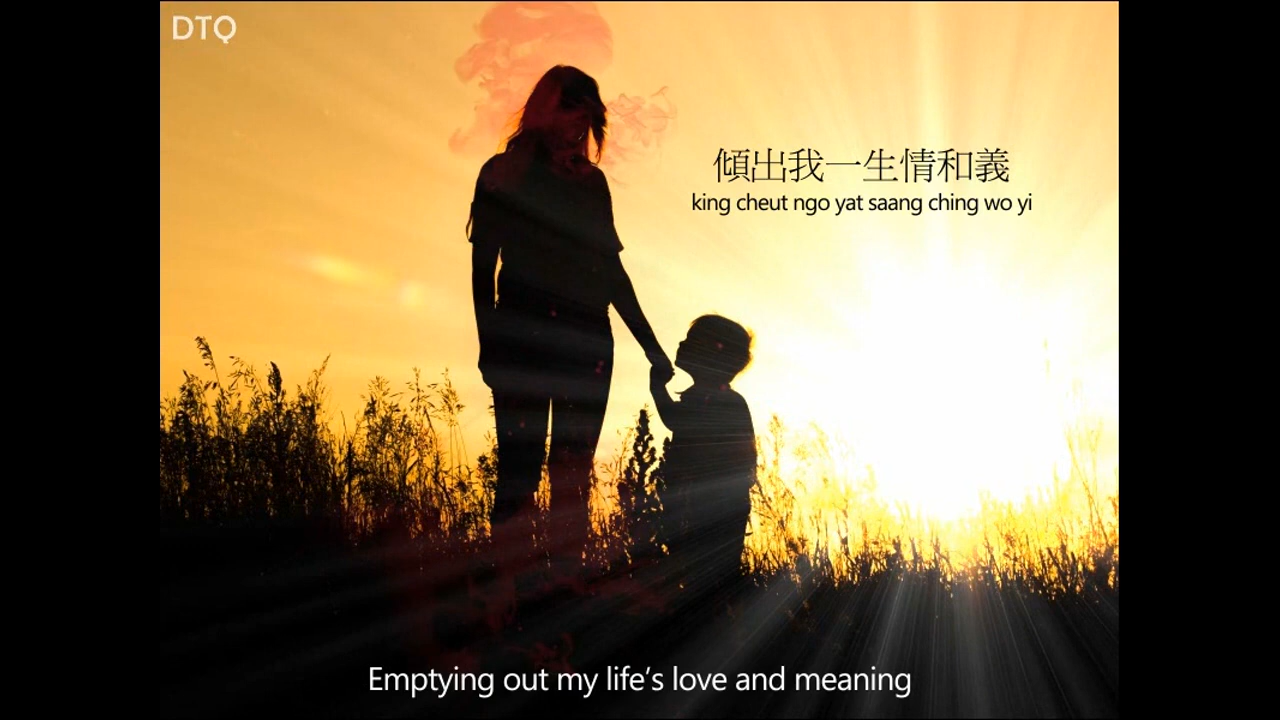 DTQ
傾出我一生情和義
king cheut ngo yat saang ching wo yi
Emptying out my life's love and meaning